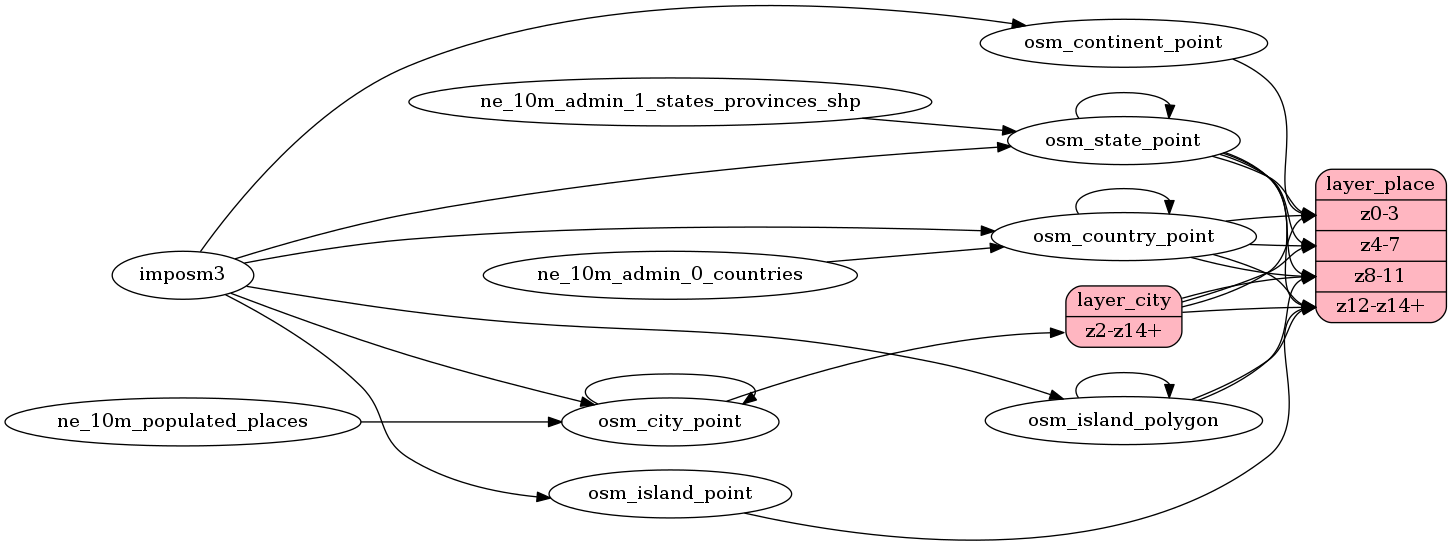 osm_continent_point
ne_10m_admin_1_states_provinces_shp
osm_state_point
layer_place
z0-3
z4-7
z8-11
z12-z14+
osm_country_point
imposm3
ne_10m_admin_0_countries
layer_city
z2-z14+
ne_10m_populated_places
osm_city_point
osm_island_polygon
osm_island_point